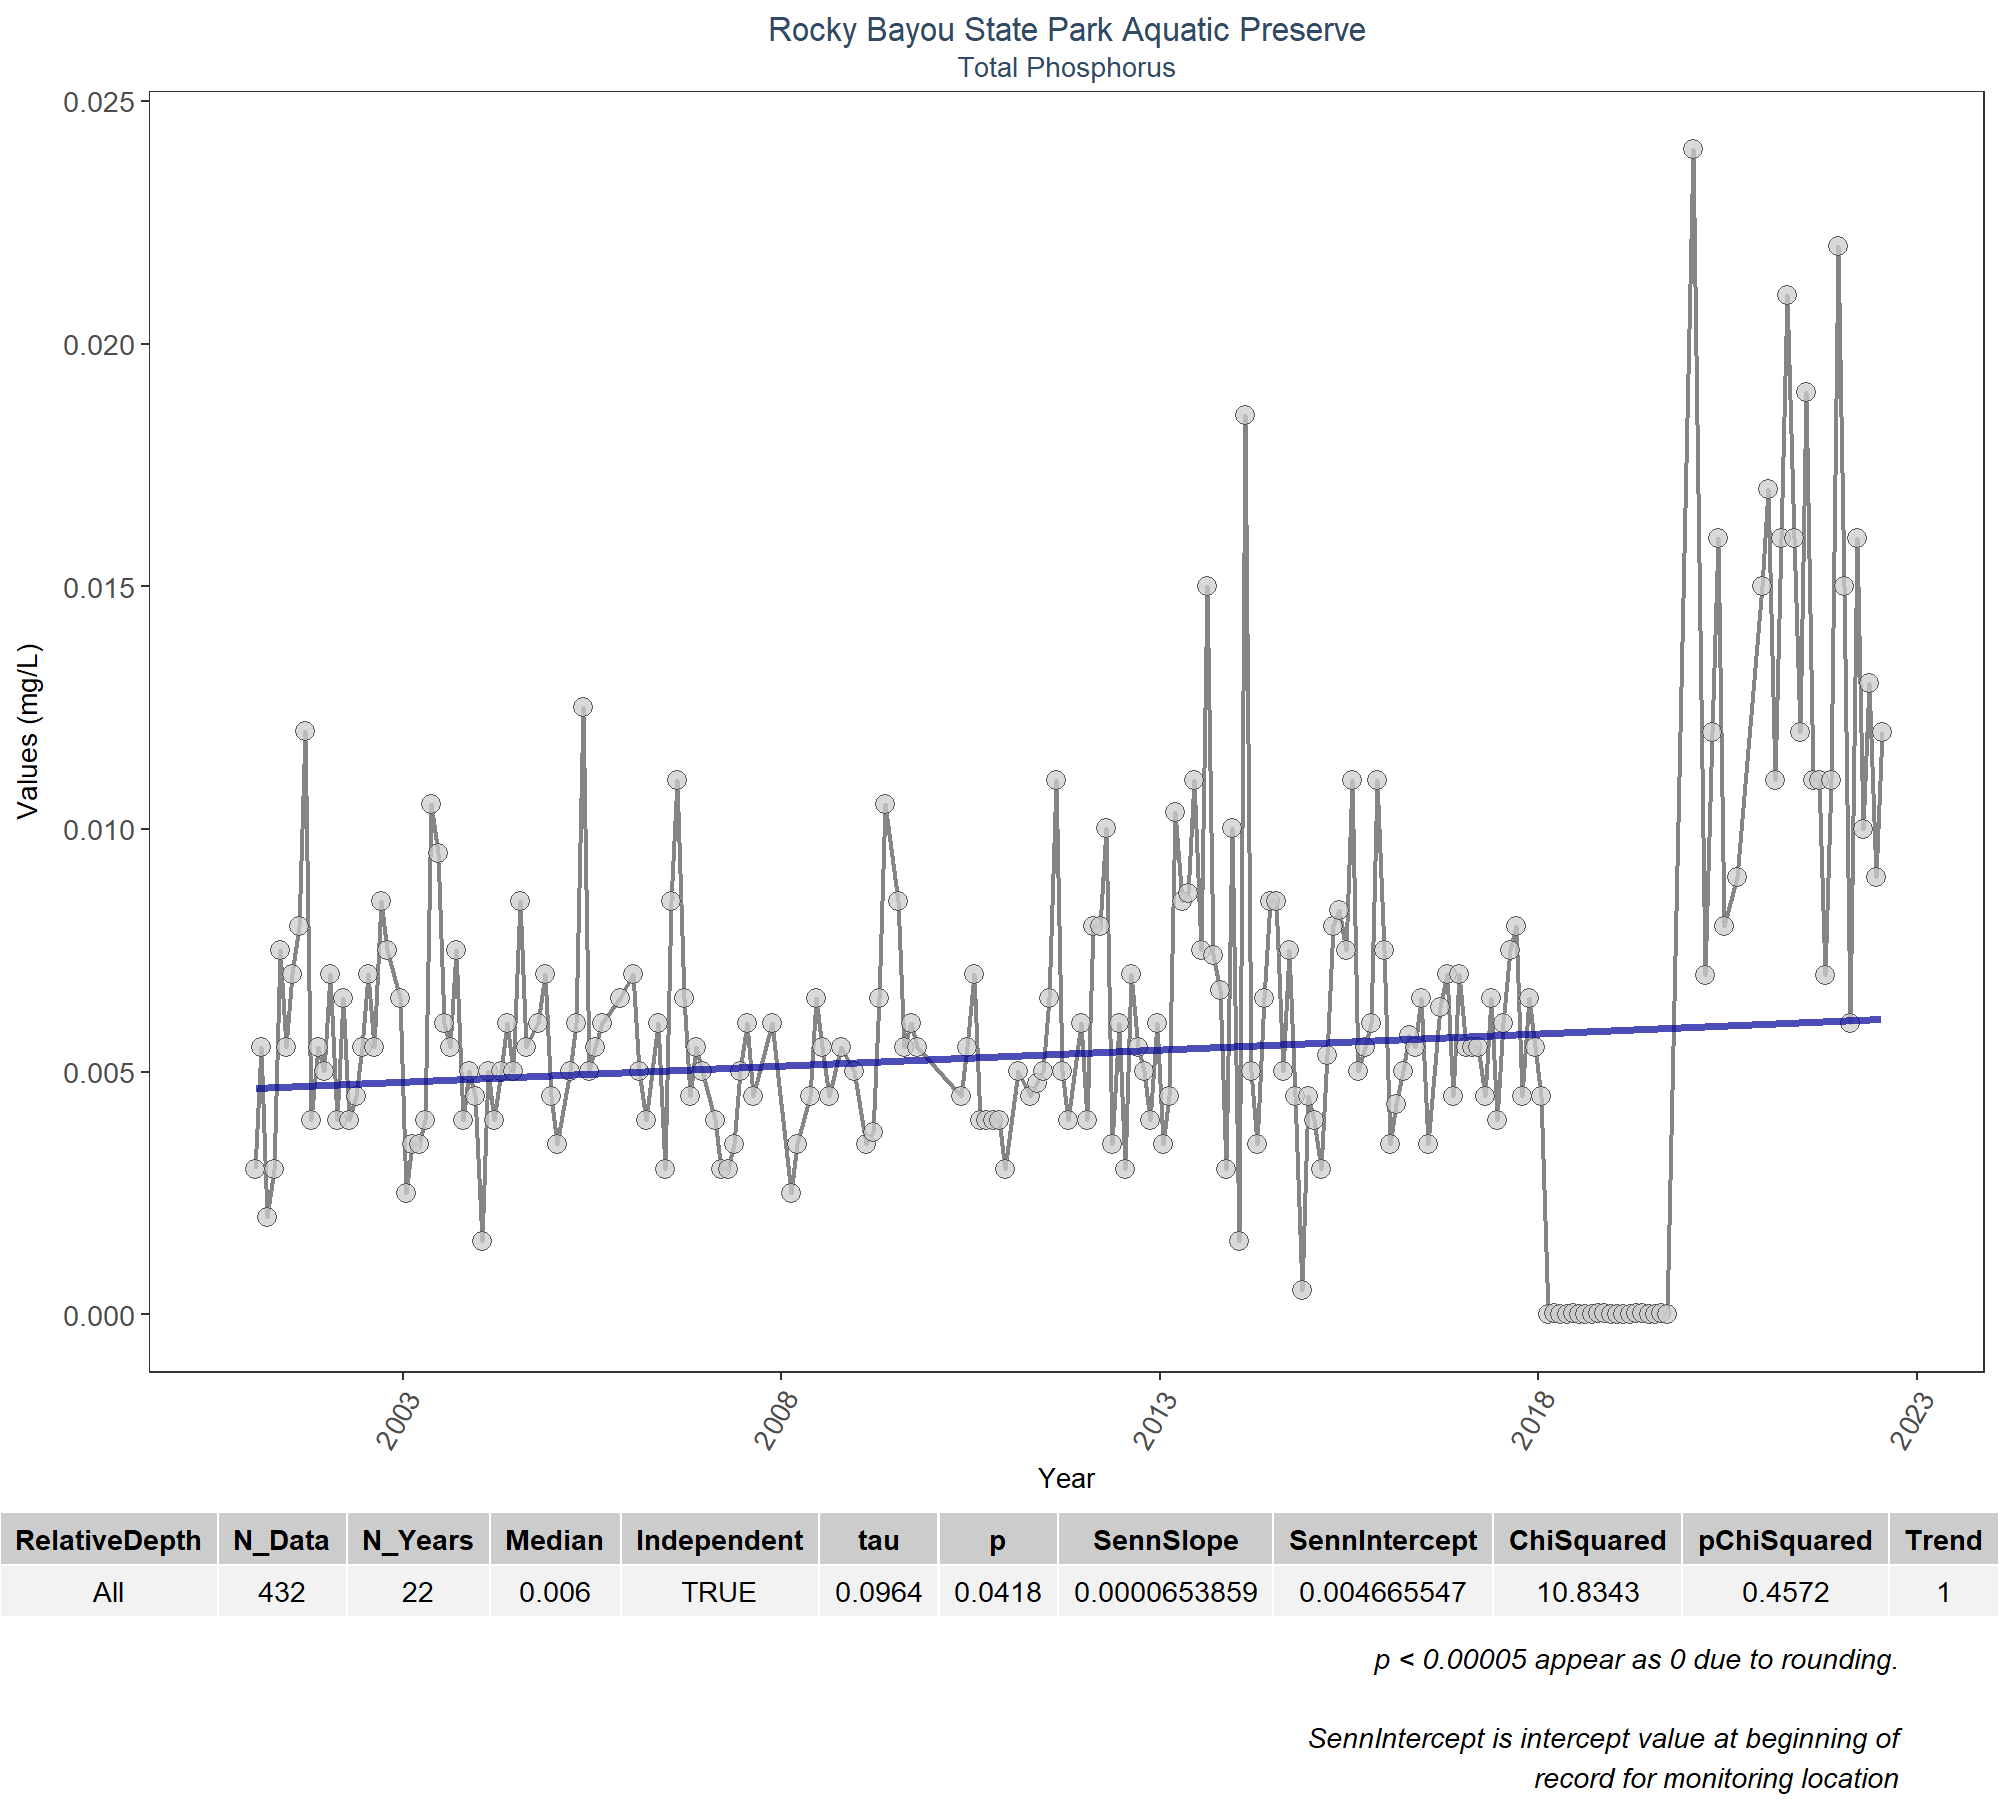 Rocky Bayou State Park Aquatic Preserve
Total Phosphorus
0.025
0.020
0.015
0.010
0.005
0.000
Values (mg/L)
2003
2008
2013
2018
2023
Year
RelativeDepth N_Data N_Years Median Independent tau p SennSlope SennIntercept ChiSquared pChiSquared Trend
All 432 22 0.006 TRUE 0.0964 0.0418 0.0000653859 0.004665547 10.8343 0.4572 1
p < 0.00005 appear as 0 due to rounding.
SennIntercept is intercept value at beginning of
record for monitoring location